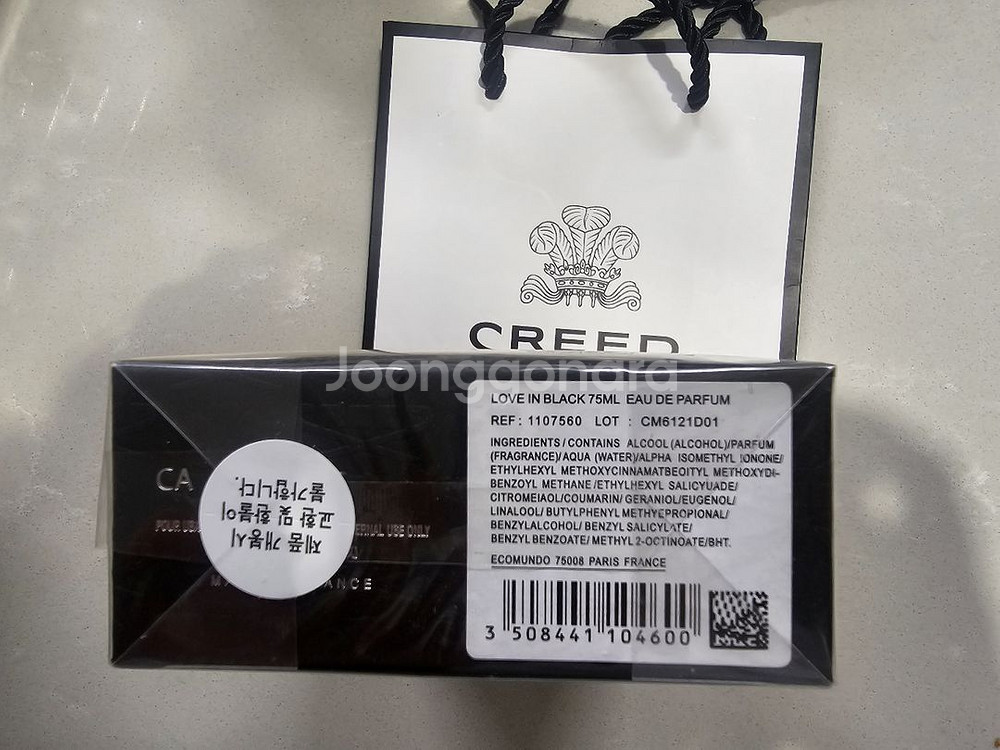 CREED
Joonggonara
LOVE IN BLACK 75ML EAU DE PARFUM
REF: 1107560 LOT : CM6121D01
INGREDIENTS/CONTAINS ALCOOL(ALCOHOL)/PARFUM
(FRAGRANCE)/AQUA (WATER)/ALPHA ISOMETHYL IONONE/
ETHYLHEXYL METHOXYCINNAMATBEOITYL METHOXYDI-
BENZOYL METHANE/ETHYLHEXYL SALICYUADE/
CITROMEIAOL/COUMARIN/GERANIOL/EUGENOL/
LINALOOL/BUTYLPHENYL METHYEPROPIONAL/
BENZYLALCOHOL/BENZYL SALICYLATE/
BENZYL BENZOATE/METHYL 2-OCTINOATE/BHT.
ECOMUNDO 75008 PARIS FRANCE
3 508441 104600
CA
제품 개봉시
교환 및 환불이
불가합니다.
USE ONLY